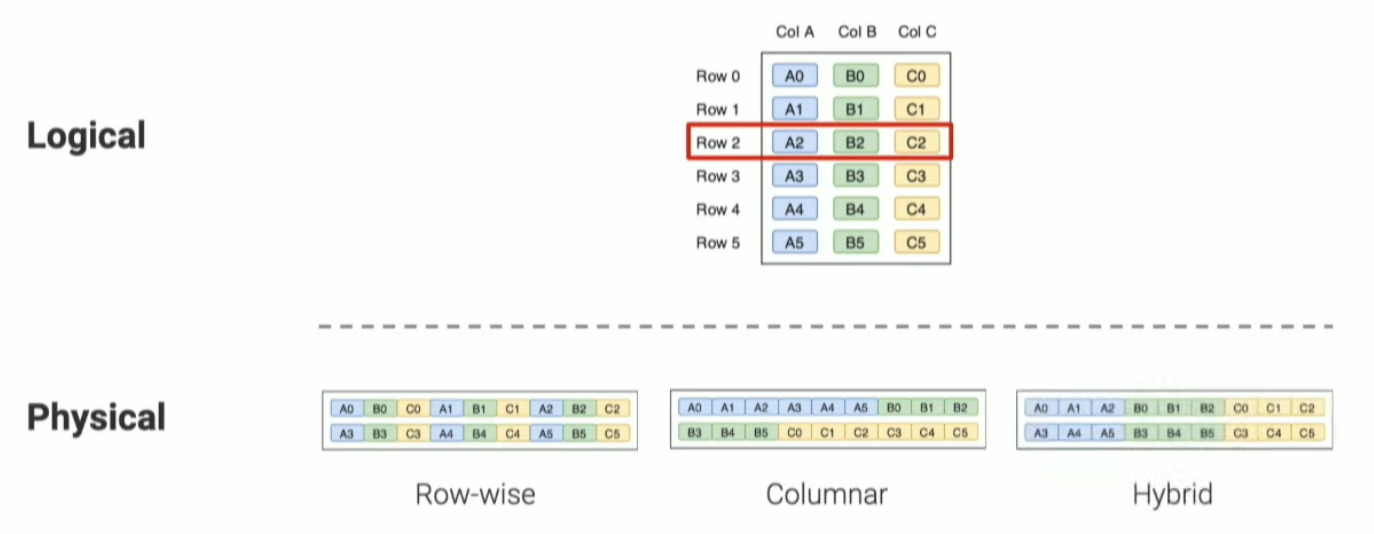 Col A Col B Col C
Row 0 A0 B0 C0
Row 1 A1 B1 C1
Logical
Row 2 A2 B2 C2
Row 3 A3 B3 C3
Row 4 A4 B4 C4
Row 5 A5 B5 C5
Physical
A0 B0 C0 A1 B1 C1 A2 B2 C2
A3 B3 C3 A4 B4 C4 A5 B5 C5
Row-wise
A0 A1 A2 A3 A4 A5 B0 B1 B2
B3 B4 B5 C0 C1 C2 C3 C4 C5
Columnar
A0 A1 A2 B0 B1 B2 C0 C1 C2
A3 A4 A5 B3 B4 B5 C3 C4 C5
Hybrid